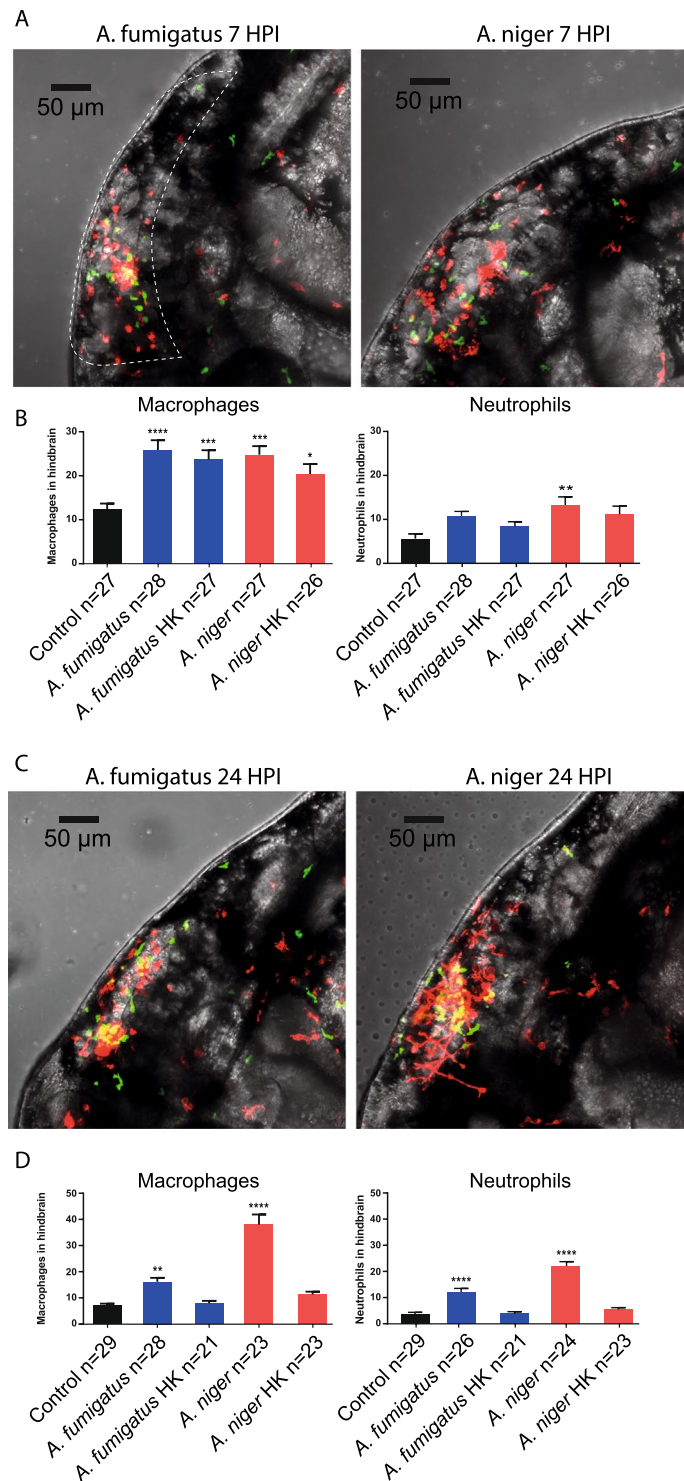 A
A. fumigatus 7 HPI
A. niger 7 HPI
50 µm
50 µm
B
Macrophages
Neutrophils
Macrophages in hindbrain
30
20
10
0
****
***
***
*
Control n=27
A. fumigatus n=28
A. fumigatus HK n=27
A. niger n=27
A. niger HK n=26
Neutrophils in hindbrain
30
20
10
0
**
Control n=27
A. fumigatus n=28
A. fumigatus HK n=27
A. niger n=27
A. niger HK n=26
C
A. fumigatus 24 HPI
A. niger 24 HPI
50 µm
50 µm
D
Macrophages
Neutrophils
Macrophages in hindbrain
50
40
30
20
10
0
**
****
Control n=29
A. fumigatus n=28
A. fumigatus HK n=21
A. niger n=23
A. niger HK n=23
Neutrophils in hindbrain
50
40
30
20
10
0
****
****
Control n=29
A. fumigatus n=26
A. fumigatus HK n=21
A. niger n=24
A. niger HK n=23